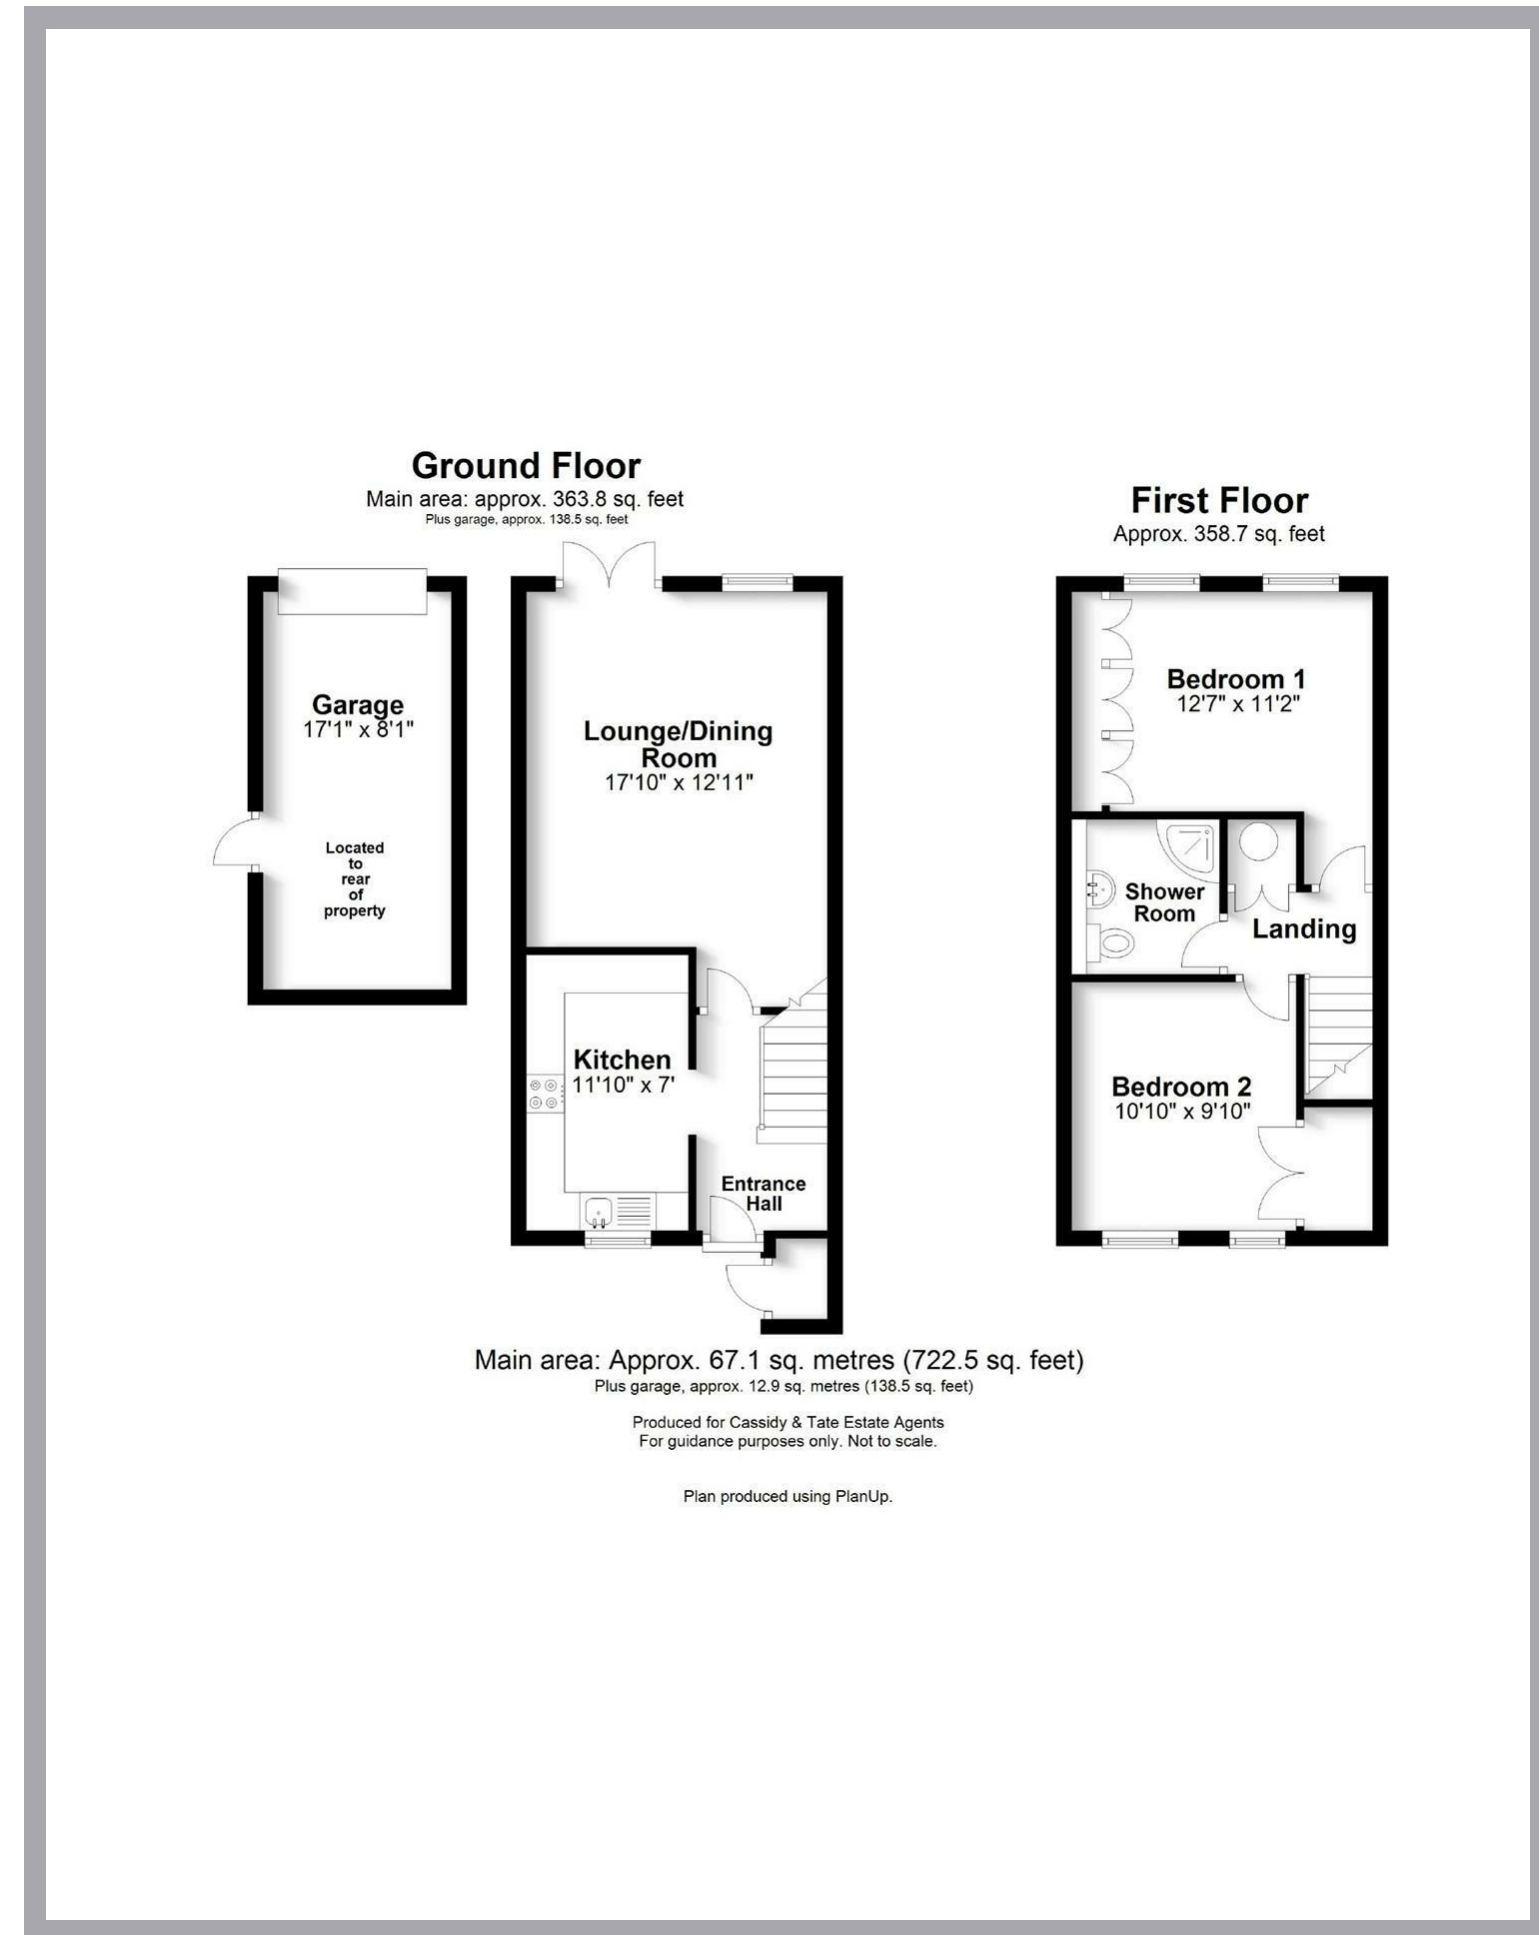 Ground Floor
Main area: approx. 363.8 sq. feet
Plus garage, approx. 138.5 sq. feet
First Floor
Approx. 358.7 sq. feet
Garage
17'1" x 8'1"
Located
to
rear
of
property
Lounge/Dining
Room
17'10" x 12'11"
Kitchen
11'10" x 7'
Entrance
Hall
Bedroom 1
12'7" x 11'2"
Shower
Room
Landing
Bedroom 2
10'10" x 9'10"
Main area: Approx. 67.1 sq. metres (722.5 sq. feet)
Plus garage, approx. 12.9 sq. metres (138.5 sq. feet)
Produced for Cassidy & Tate Estate Agents
For guidance purposes only. Not to scale.
Plan produced using PlanUp.